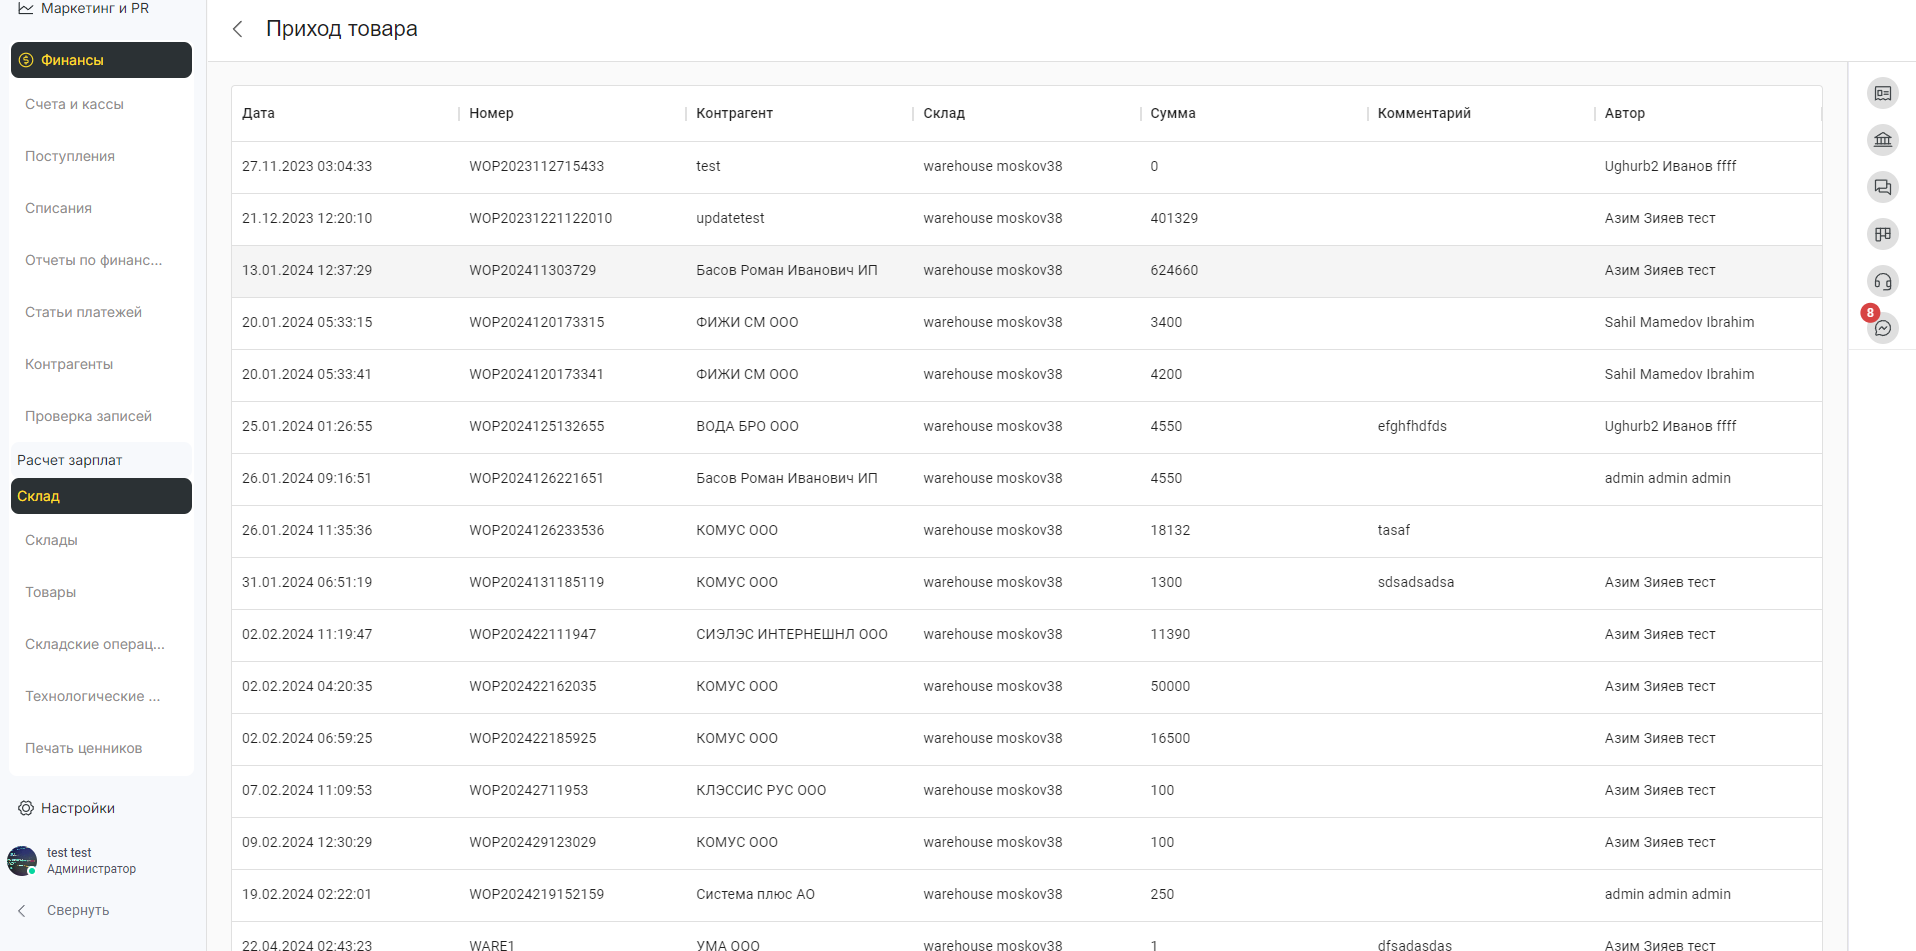 Маркетинг и PR
Финансы
Счета и кассы
Поступления
Списания
Отчеты по финанс...
Статьи платежей
Контрагенты
Проверка записей
Расчет зарплат
Склад
Склады
Товары
Складские операц...
Технологические ...
Печать ценников
Настройки
test test
Администратор
Свернуть
Приход товара
Дата Номер Контрагент Склад Сумма Комментарий Автор
27.11.2023 03:04:33 WOP2023112715433 test warehouse moskov38 0 Ughurb2 Иванов ffff
21.12.2023 12:20:10 WOP20231221122010 updatetest warehouse moskov38 401329 Азим Зияев тест
13.01.2024 12:37:29 WOP202411303729 Басов Роман Иванович ИП warehouse moskov38 624660 Азим Зияев тест
20.01.2024 05:33:15 WOP2024120173315 ФИЖИ СМ ООО warehouse moskov38 3400 Sahil Mamedov Ibrahim
20.01.2024 05:33:41 WOP2024120173341 ФИЖИ СМ ООО warehouse moskov38 4200 Sahil Mamedov Ibrahim
25.01.2024 01:26:55 WOP2024125132655 ВОДА БРО ООО warehouse moskov38 4550 efghfhdfds Ughurb2 Иванов ffff
26.01.2024 09:16:51 WOP2024126221651 Басов Роман Иванович ИП warehouse moskov38 4550 admin admin admin
26.01.2024 11:35:36 WOP2024126233536 КОМУС ООО warehouse moskov38 18132 tasaf
31.01.2024 06:51:19 WOP2024131185119 КОМУС ООО warehouse moskov38 1300 sdsadsadsa Азим Зияев тест
02.02.2024 11:19:47 WOP202422111947 СИЭЛЭС ИНТЕРНЕШНЛ ООО warehouse moskov38 11390 Азим Зияев тест
02.02.2024 04:20:35 WOP202422162035 КОМУС ООО warehouse moskov38 50000 Азим Зияев тест
02.02.2024 06:59:25 WOP202422185925 КОМУС ООО warehouse moskov38 16500 Азим Зияев тест
07.02.2024 11:09:53 WOP20242711953 КЛЭССИС РУС ООО warehouse moskov38 100 Азим Зияев тест
09.02.2024 12:30:29 WOP202429123029 КОМУС ООО warehouse moskov38 100 Азим Зияев тест
19.02.2024 02:22:01 WOP2024219152159 Система плюс АО warehouse moskov38 250 admin admin admin
22.04.2024 02:43:23 WARE1 УМА ООО warehouse moskov38 1 dfsadasdas Азим Зияев тест
8